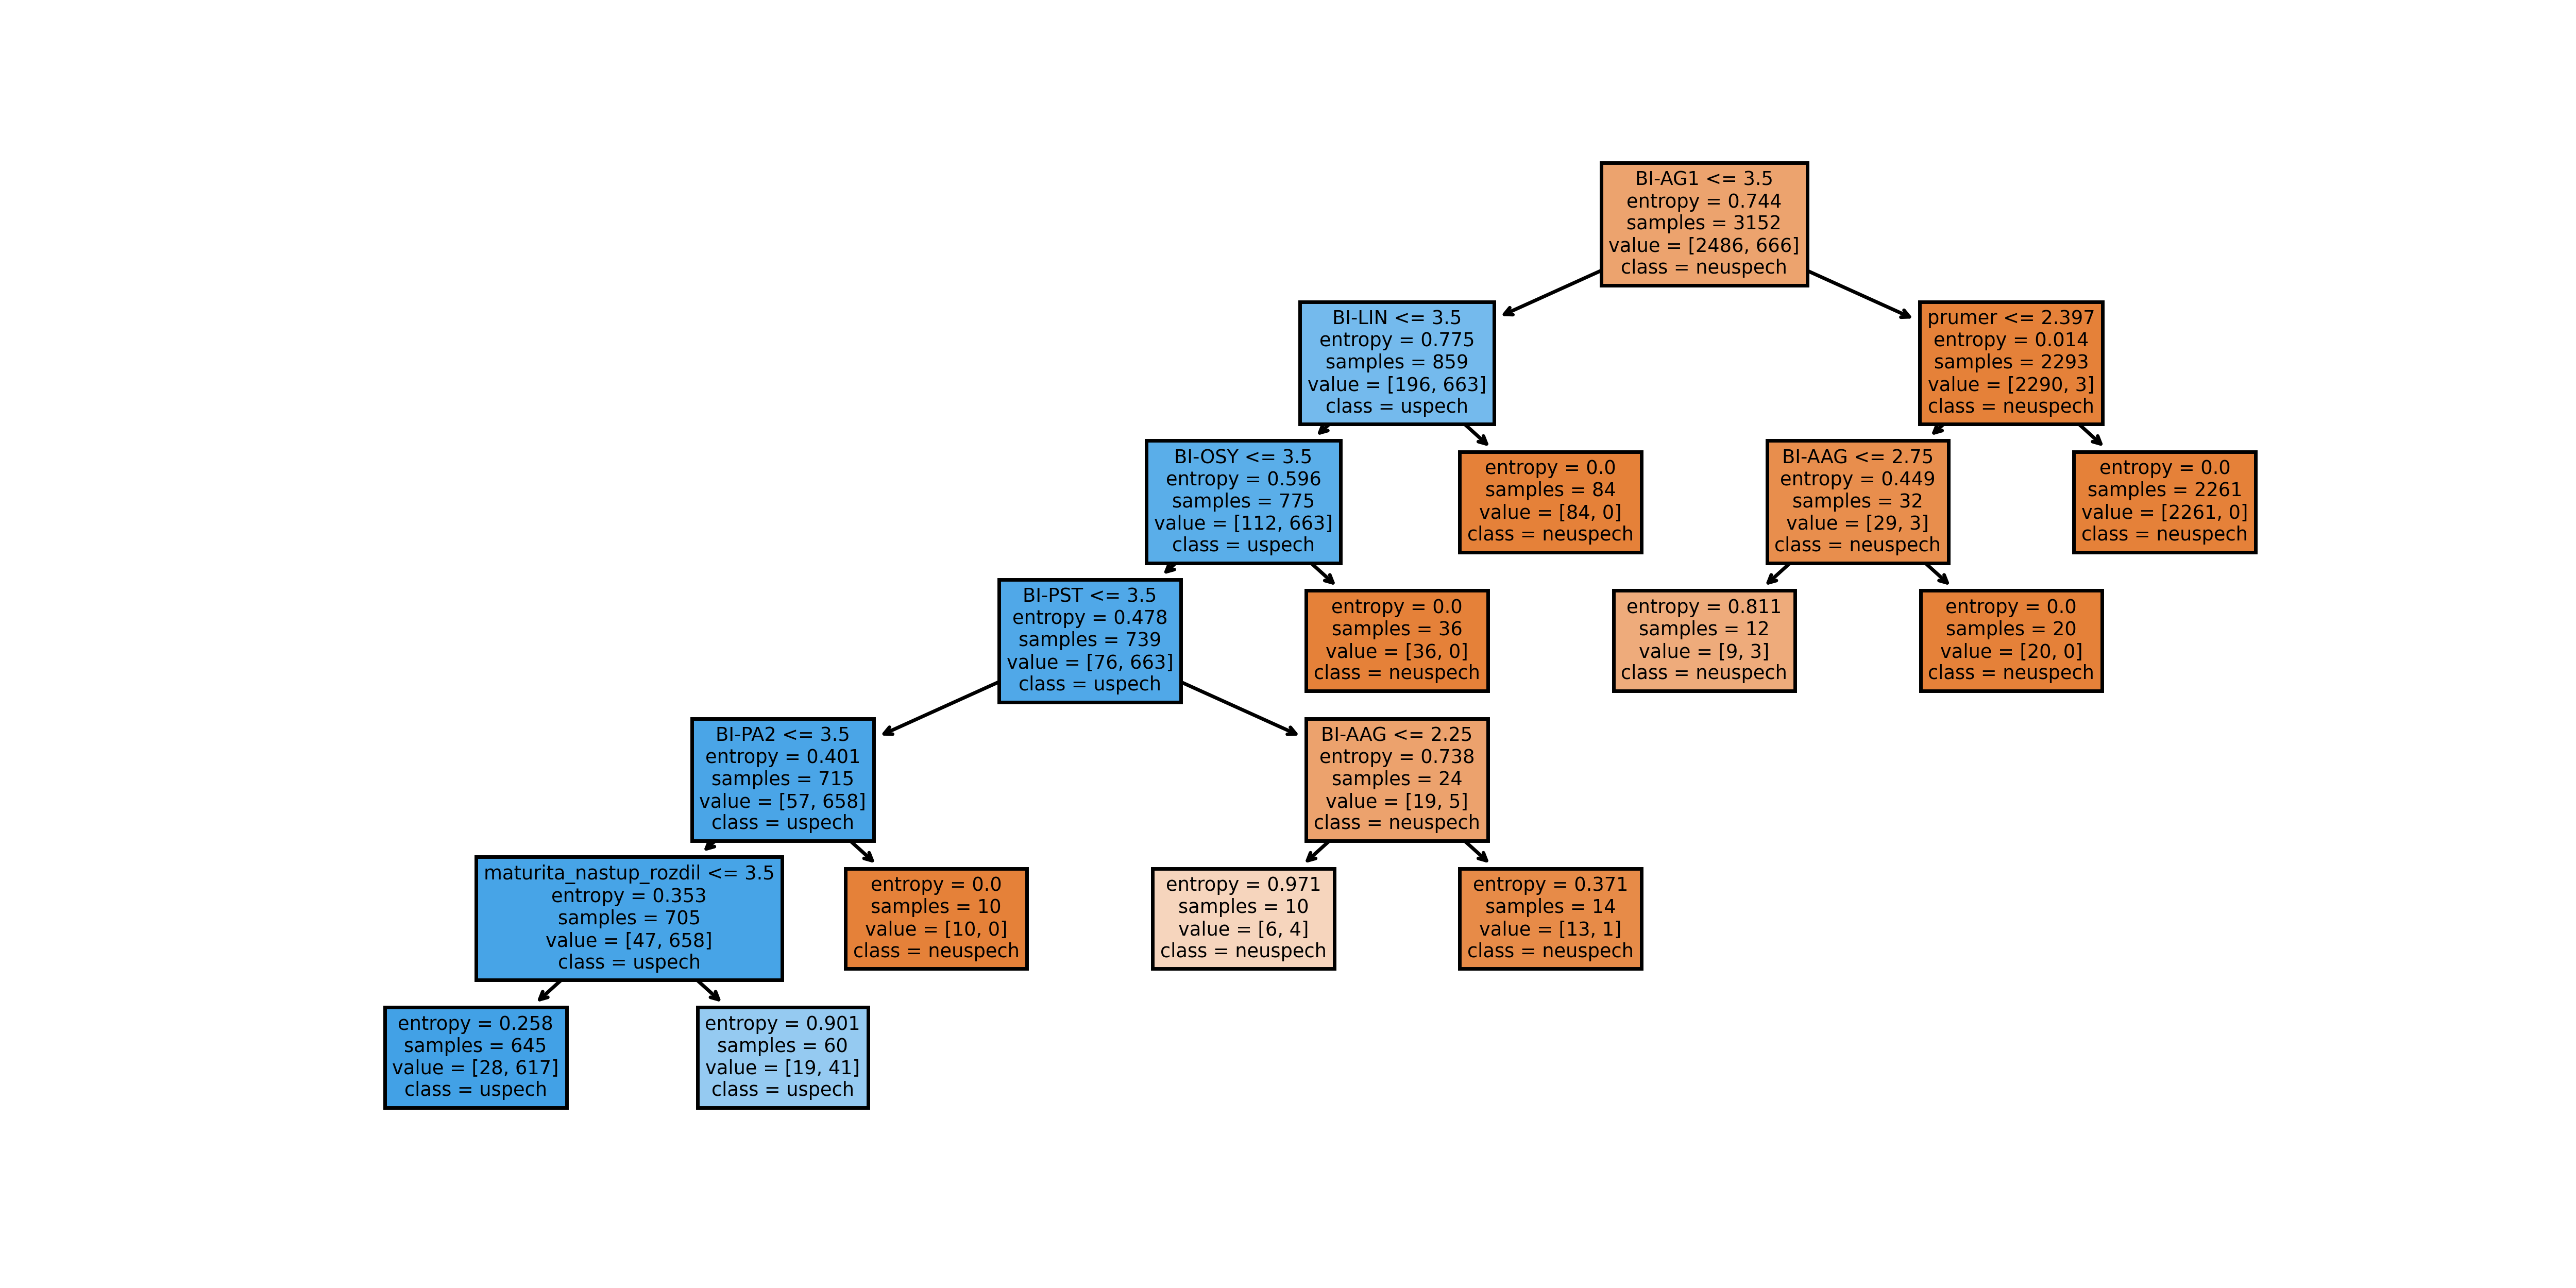 BI-AG1 <= 3.5
entropy = 0.744
samples = 3152
value = [2486, 666]
class = neuspech
BI-LIN <= 3.5
entropy = 0.775
samples = 859
value = [196, 663]
class = uspech
prumer <= 2.397
entropy = 0.014
samples = 2293
value = [2290, 3]
class = neuspech
BI-OSY <= 3.5
entropy = 0.596
samples = 775
value = [112, 663]
class = uspech
entropy = 0.0
samples = 84
value = [84, 0]
class = neuspech
BI-AAG <= 2.75
entropy = 0.449
samples = 32
value = [29, 3]
class = neuspech
entropy = 0.0
samples = 2261
value = [2261, 0]
class = neuspech
BI-PST <= 3.5
entropy = 0.478
samples = 739
value = [76, 663]
class = uspech
entropy = 0.0
samples = 36
value = [36, 0]
class = neuspech
entropy = 0.811
samples = 12
value = [9, 3]
class = neuspech
entropy = 0.0
samples = 20
value = [20, 0]
class = neuspech
BI-PA2 <= 3.5
entropy = 0.401
samples = 715
value = [57, 658]
class = uspech
BI-AAG <= 2.25
entropy = 0.738
samples = 24
value = [19, 5]
class = neuspech
maturita_nastup_rozdil <= 3.5
entropy = 0.353
samples = 705
value = [47, 658]
class = uspech
entropy = 0.0
samples = 10
value = [10, 0]
class = neuspech
entropy = 0.971
samples = 10
value = [6, 4]
class = neuspech
entropy = 0.371
samples = 14
value = [13, 1]
class = neuspech
entropy = 0.258
samples = 645
value = [28, 617]
class = uspech
entropy = 0.901
samples = 60
value = [19, 41]
class = uspech